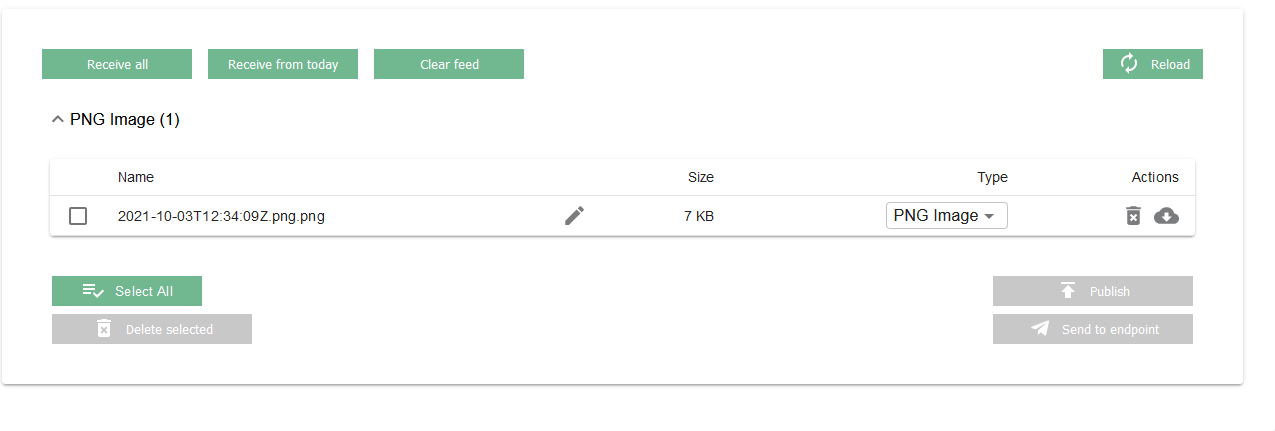 Receive all Receive from today Clear feed Reload
PNG Image (1)
Name Size Type Actions
2021-10-03T12:34:09Z.png.png 7 KB PNG Image
Select All Publish
Delete selected Send to endpoint